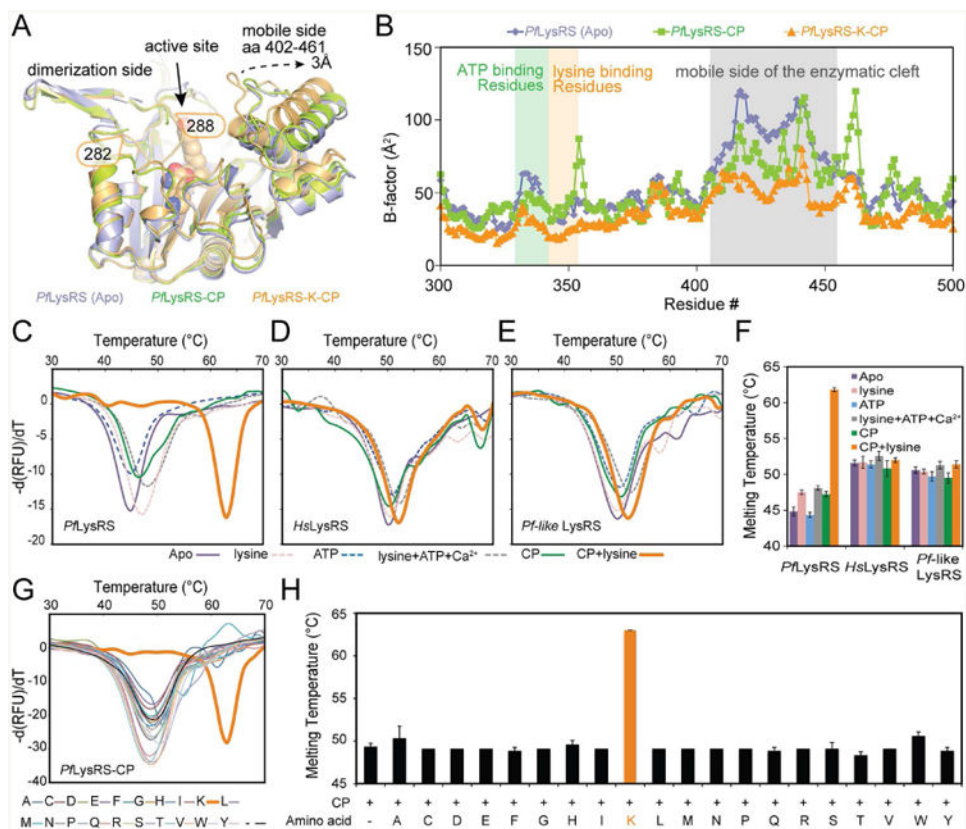 A
dimerization side
active site
mobile side
aa 402-461
3Å
282
288
PfLysRS (Apo)
PfLysRS-CP
PfLysRS-K-CP
B
PfLysRS (Apo)
PfLysRS-CP
PfLysRS-K-CP
ATP binding
Residues
lysine binding
Residues
mobile side of the enzymatic cleft
B-factor (Å²)
150
100
50
0
300
350
400
450
500
Residue #
C
Temperature (°C)
30 40 50 60 70
-d(RFU)/dT
0
-5
-10
-15
-20
PfLysRS
D
Temperature (°C)
30 40 50 60 70
HsLysRS
E
Temperature (°C)
30 40 50 60 70
Pf-like LysRS
Apo lysine ATP lysine+ATP+Ca²⁺ CP CP+lysine
F
Melting Temperature (°C)
65
60
55
50
45
40
Apo
lysine
ATP
lysine+ATP+Ca²⁺
CP
CP+lysine
PfLysRS HsLysRS Pf-like
LysRS
G
Temperature (°C)
30 40 50 60 70
-d(RFU)/dT
0
-10
-20
-30
-40
PfLysRS-CP
A C D E F G H I K L
M N P Q R S T V W Y -
H
Melting Temperature (°C)
65
60
55
50
45
CP + + + + + + + + + + + + + + + + + + + + +
Amino acid - A C D E F G H I K L M N P Q R S T V W Y